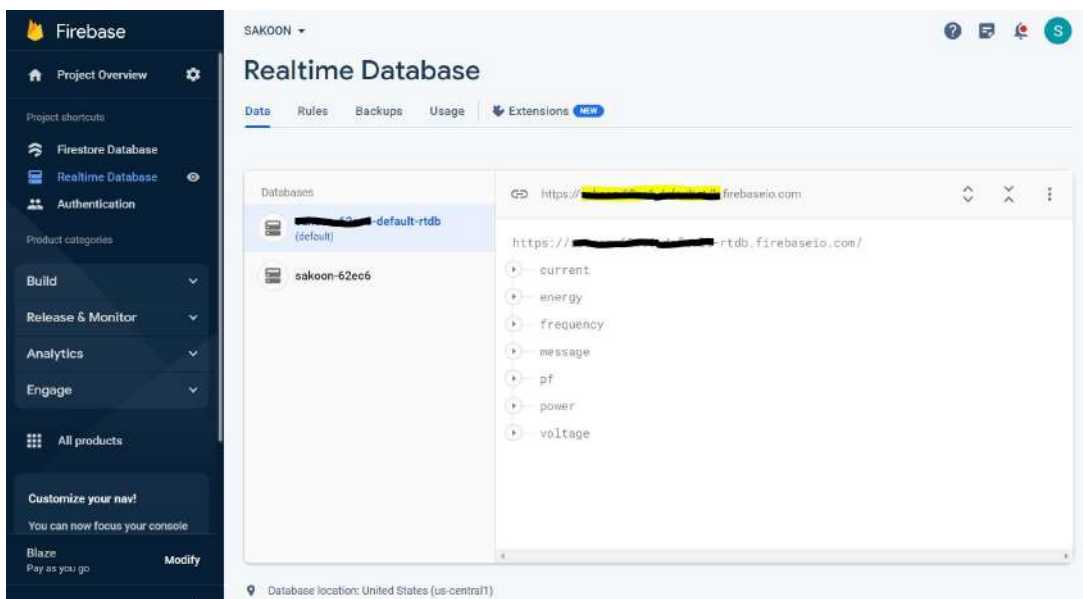 Firebase
Project Overview
Project shortcuts
Firestore Database
Realtime Database
Authentication
Product categories
Build
Release & Monitor
Analytics
Engage
All products
Customize your nav!
You can now focus your console
Blaze
Pay as you go
Modify
SAKOON
S
Realtime Database
Data Rules Backups Usage Extensions NEW
Databases
-default-rtdb
(default)
sakoon-62ec6
https:// firebaseio.com
https:// -rtdb.firebaseio.com/
current
energy
frequency
message
pf
power
voltage
Database location: United States (us-central1)